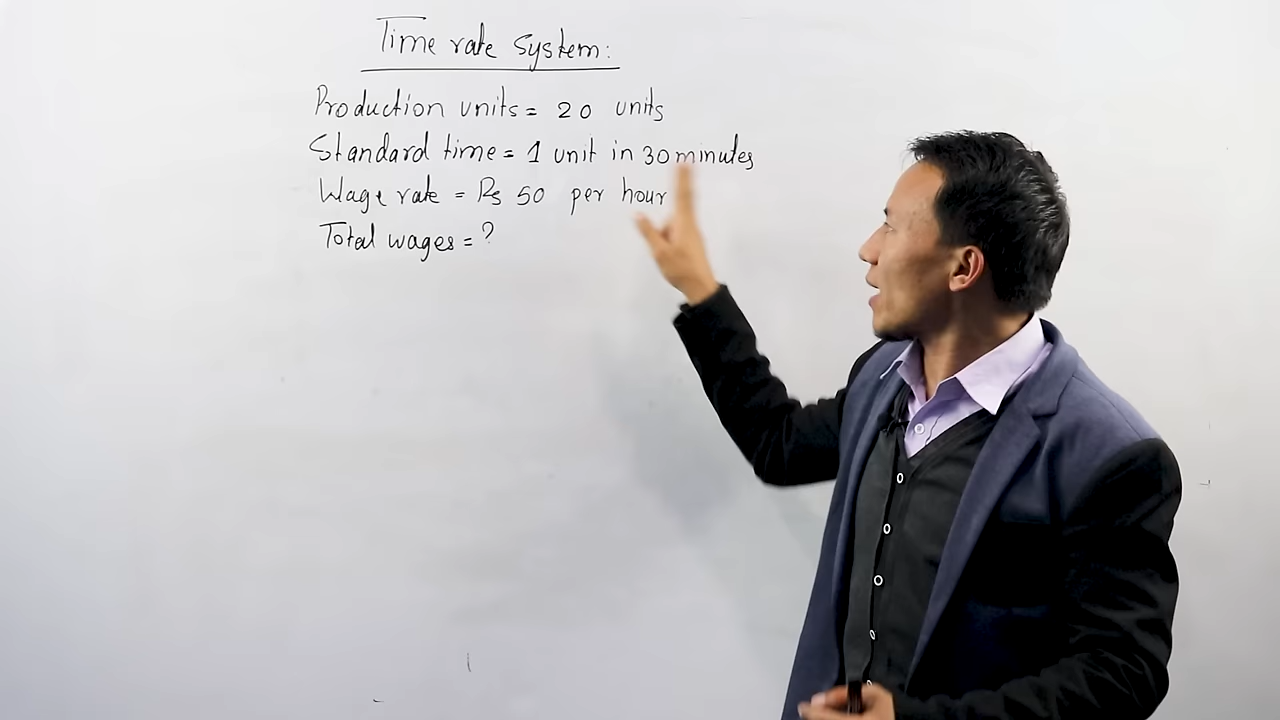 Time rate system:
Production units = 20 units
Standard time = 1 unit in 30 minutes
Wage rate = Rs 50 per hour
Total wages = ?